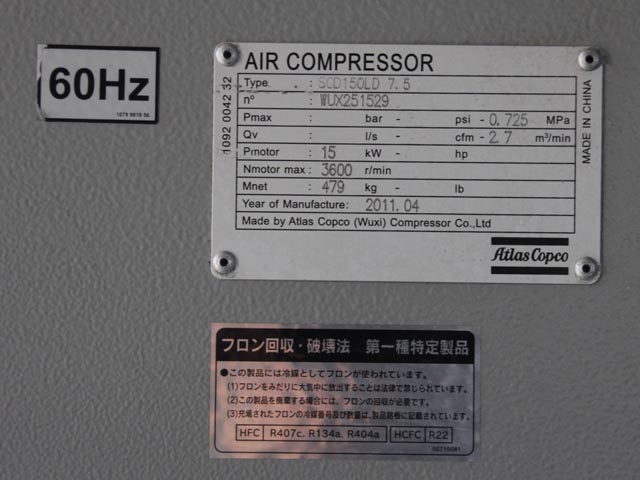 60Hz
1079 9910 56
AIR COMPRESSOR
1092 0042 32
Type : SCD150LD 7.5
nº : WUX251529
Pmax : bar - psi - 0.725 MPa
Qv : l/s - cfm - 2.7 m³/min
Pmotor : 15 kW - hp
Nmotor max : 3600 r/min
Mnet : 479 kg - lb
Year of Manufacture: 2011.04
Made by Atlas Copco (Wuxi) Compressor Co.,Ltd
MADE IN CHINA
Atlas Copco
フロン回収・破壊法 第一種特定製品
●この製品には冷媒としてフロンが使われています。
(1)フロンをみだりに大気中に放出することは法律で禁じられています。
(2)この製品を廃棄する場合には、フロンの回収が必要です。
(3)充填されたフロンの冷媒番号及び数量は、製品銘板に記載されています。
HFC R407c. R134a. R404a HCFC R22